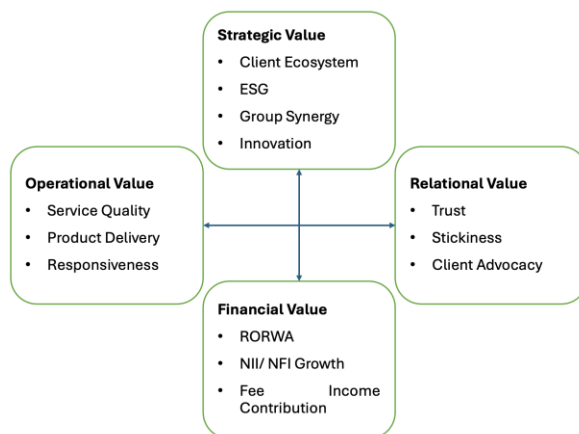 Strategic Value
• Client Ecosystem
• ESG
• Group Synergy
• Innovation
Operational Value
• Service Quality
• Product Delivery
• Responsiveness
Relational Value
• Trust
• Stickiness
• Client Advocacy
Financial Value
• RORWA
• NII/ NFI Growth
• Fee Income
Contribution